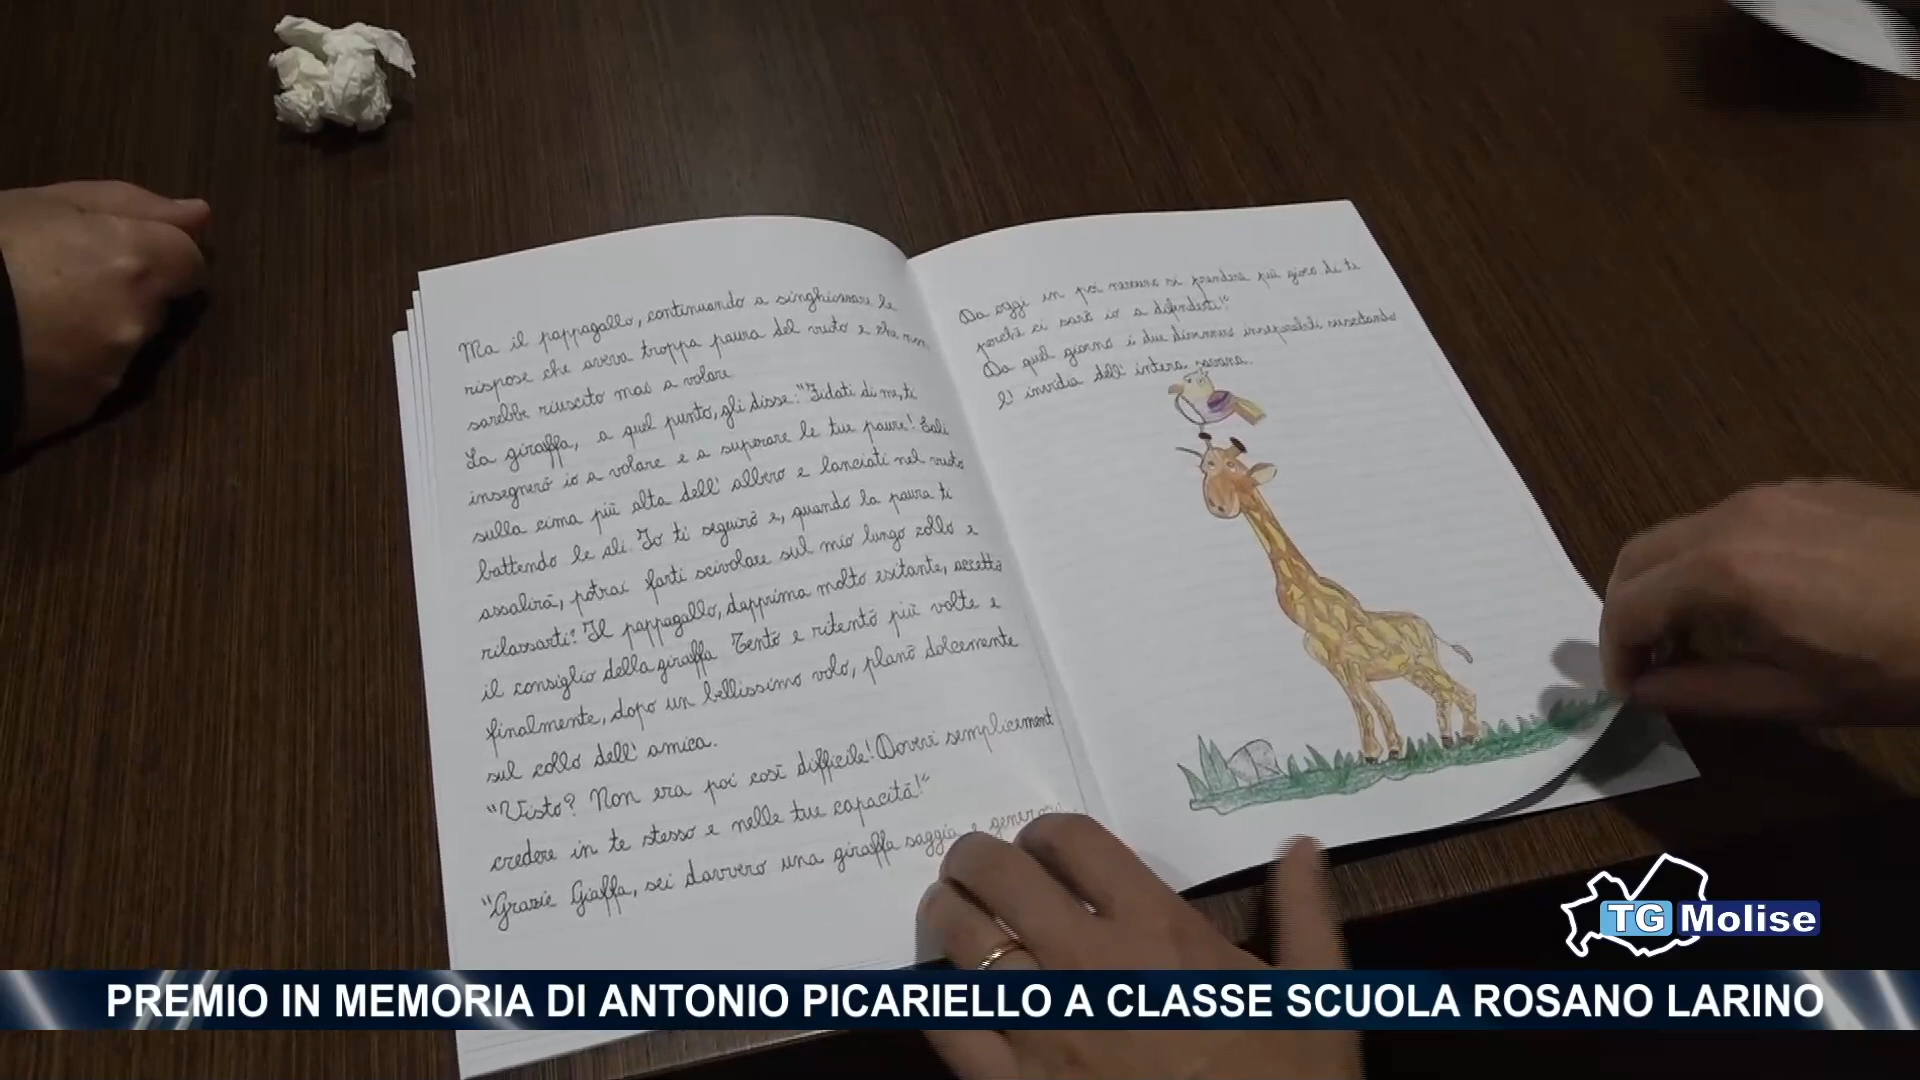 Ma il pappagallo, continuando a singhiozzare le
rispose che aveva troppa paura del vuoto e che non
sarebbe riuscito mai a volare
La giraffa, a quel punto, gli disse: "Fidati di me, ti
insegnerò io a volare e a superare le tue paure! Sali
sulla cima più alta dell' albero e lanciati nel vuoto
battendo le ali. Io ti seguirò e, quando la paura ti
assalirà, potrai farti scivolare sul mio lungo collo e
rilassarti". Il pappagallo, dapprima molto esitante, accettò
il consiglio della giraffa Tentò e ritentò più volte e
finalmente, dopo un bellissimo volo, planò dolcemente
sul collo dell' amica.
"Visto? Non era poi così difficile! Dovevi semplicement
credere in te stesso e nelle tue capacità!"
"Grazie Giaffa, sei davvero una giraffa saggia e generosa
Da oggi in poi nessuno si prenderà più gioco di te
perchè ci sarò io a difenderti!"
Da quel giorno i due divennero inseparabili suscitando
l' invidia dell' intera savana.
TG Molise
PREMIO IN MEMORIA DI ANTONIO PICARIELLO A CLASSE SCUOLA ROSANO LARINO